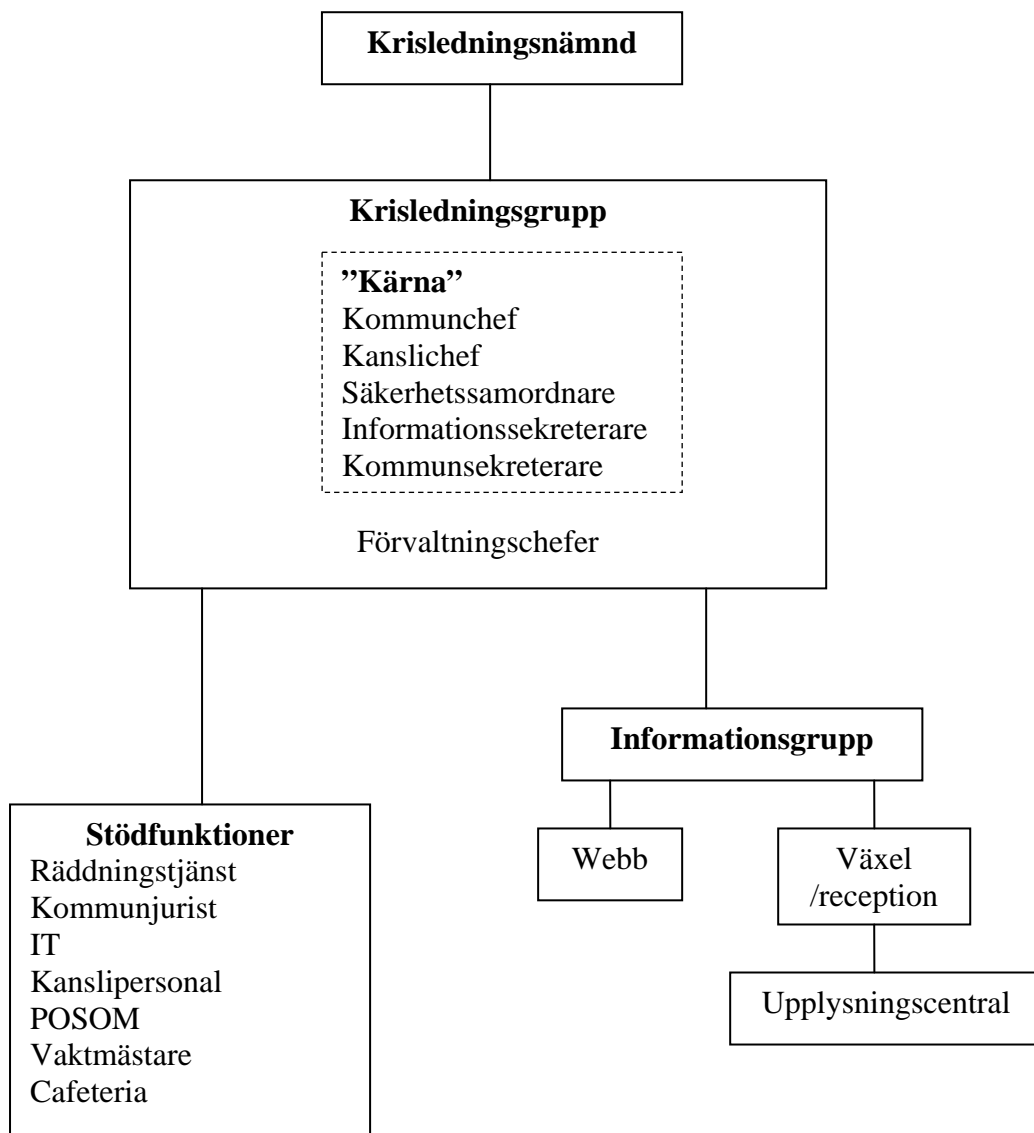 Krisledningsnämnd
Krisledningsgrupp
”Kärna”
Kommunchef
Kanslichef
Säkerhetssamordnare
Informationssekreterare
Kommunsekreterare
Förvaltningschefer
Informationsgrupp
Stödfunktioner
Räddningstjänst
Kommunjurist
IT
Kanslipersonal
POSOM
Vaktmästare
Cafeteria
Webb
Växel
/reception
Upplysningscentral